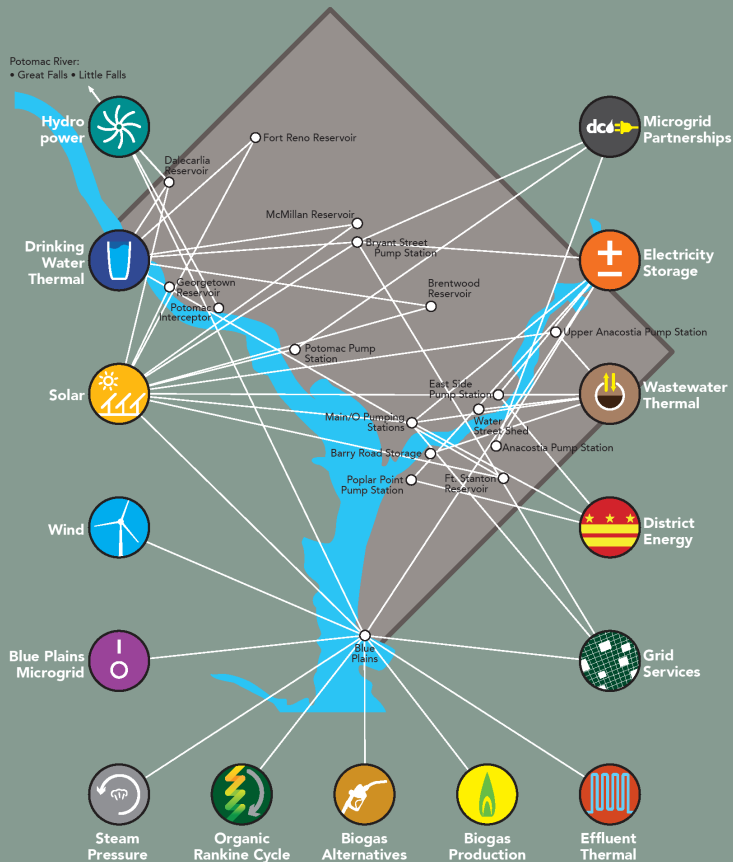 Potomac River:
• Great Falls • Little Falls
Hydro
power
Microgrid
Partnerships
dc
Fort Reno Reservoir
Dalecarlia
Reservoir
McMillan Reservoir
Bryant Street
Pump Station
Drinking
Water
Thermal
Electricity
Storage
Georgetown
Reservoir
Potomac
Interceptor
Brentwood
Reservoir
Upper Anacostia Pump Station
Potomac Pump
Station
Solar
East Side
Pump Station
Wastewater
Thermal
Main/O Pumping
Stations
Water
Street Shed
Anacostia Pump Station
Barry Road Storage
Poplar Point
Pump Station
Ft. Stanton
Reservoir
Wind
District
Energy
Blue Plains
Microgrid
Blue
Plains
Grid
Services
Steam
Pressure
Organic
Rankine Cycle
Biogas
Alternatives
Biogas
Production
Effluent
Thermal